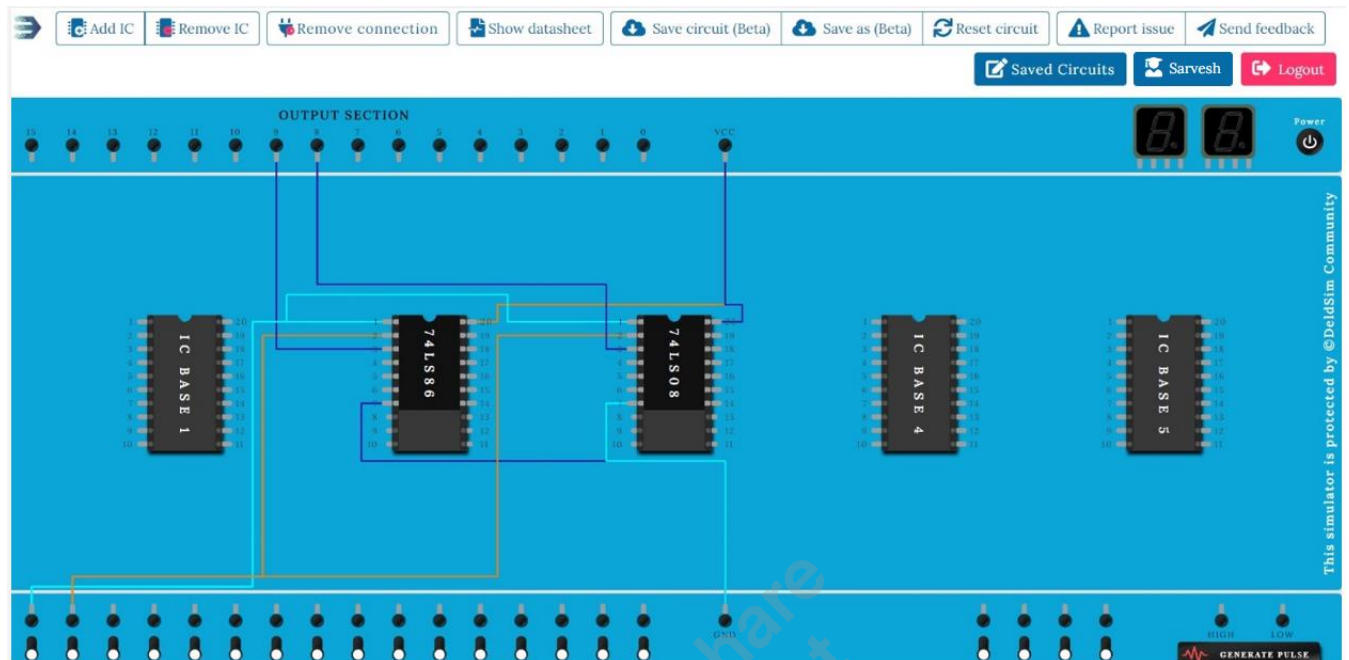 Add IC Remove IC Remove connection Show datasheet Save circuit (Beta) Save as (Beta) Reset circuit Report issue Send feedback
Saved Circuits Sarvesh Logout
OUTPUT SECTION
15 14 13 12 11 10 9 8 7 6 5 4 3 2 1 0 VCC
Power
IC BASE 1
74LS86
74LS08
IC BASE 4
IC BASE 5
This simulator is protected by ©DeldSim Community
GND
HIGH LOW
GENERATE PULSE